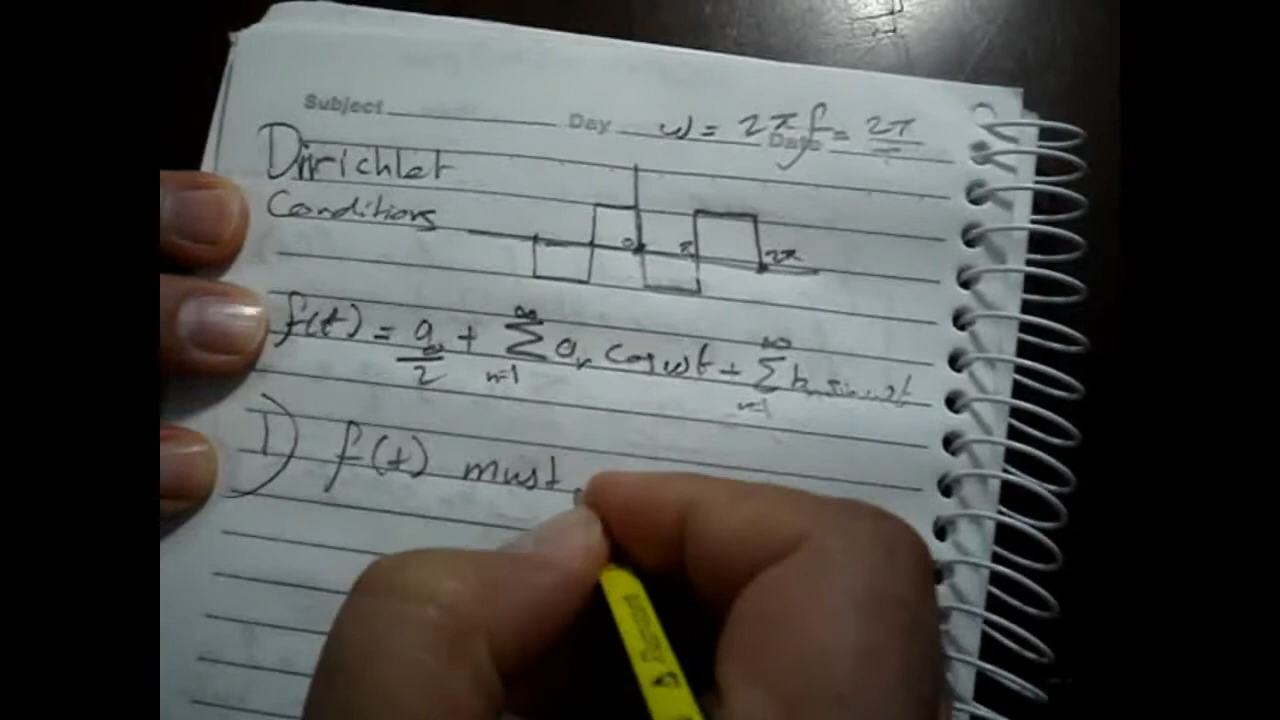 Subject Day Date
ω = 2πf = 2π
Dirichlet
Conditions
0 π 2π
f(t) = a₀/2 + ∞ Σ n=1 aₙ cos ωt + ∞ Σ n=1 bₙ sin ωt
1) f(t) must